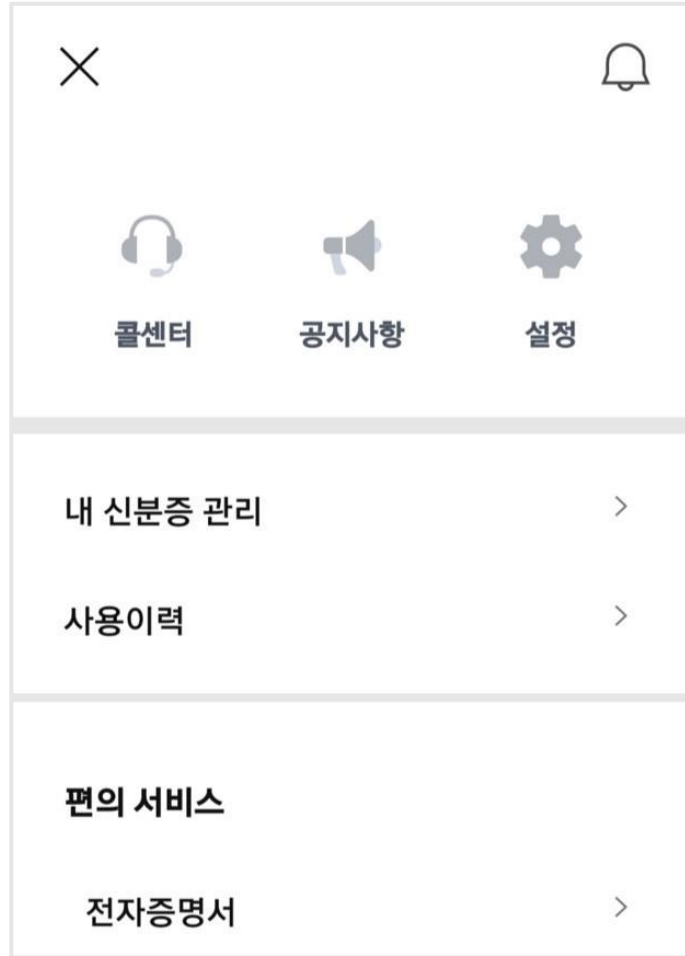 콜센터 공지사항 설정
내 신분증 관리
사용이력
편의 서비스
전자증명서